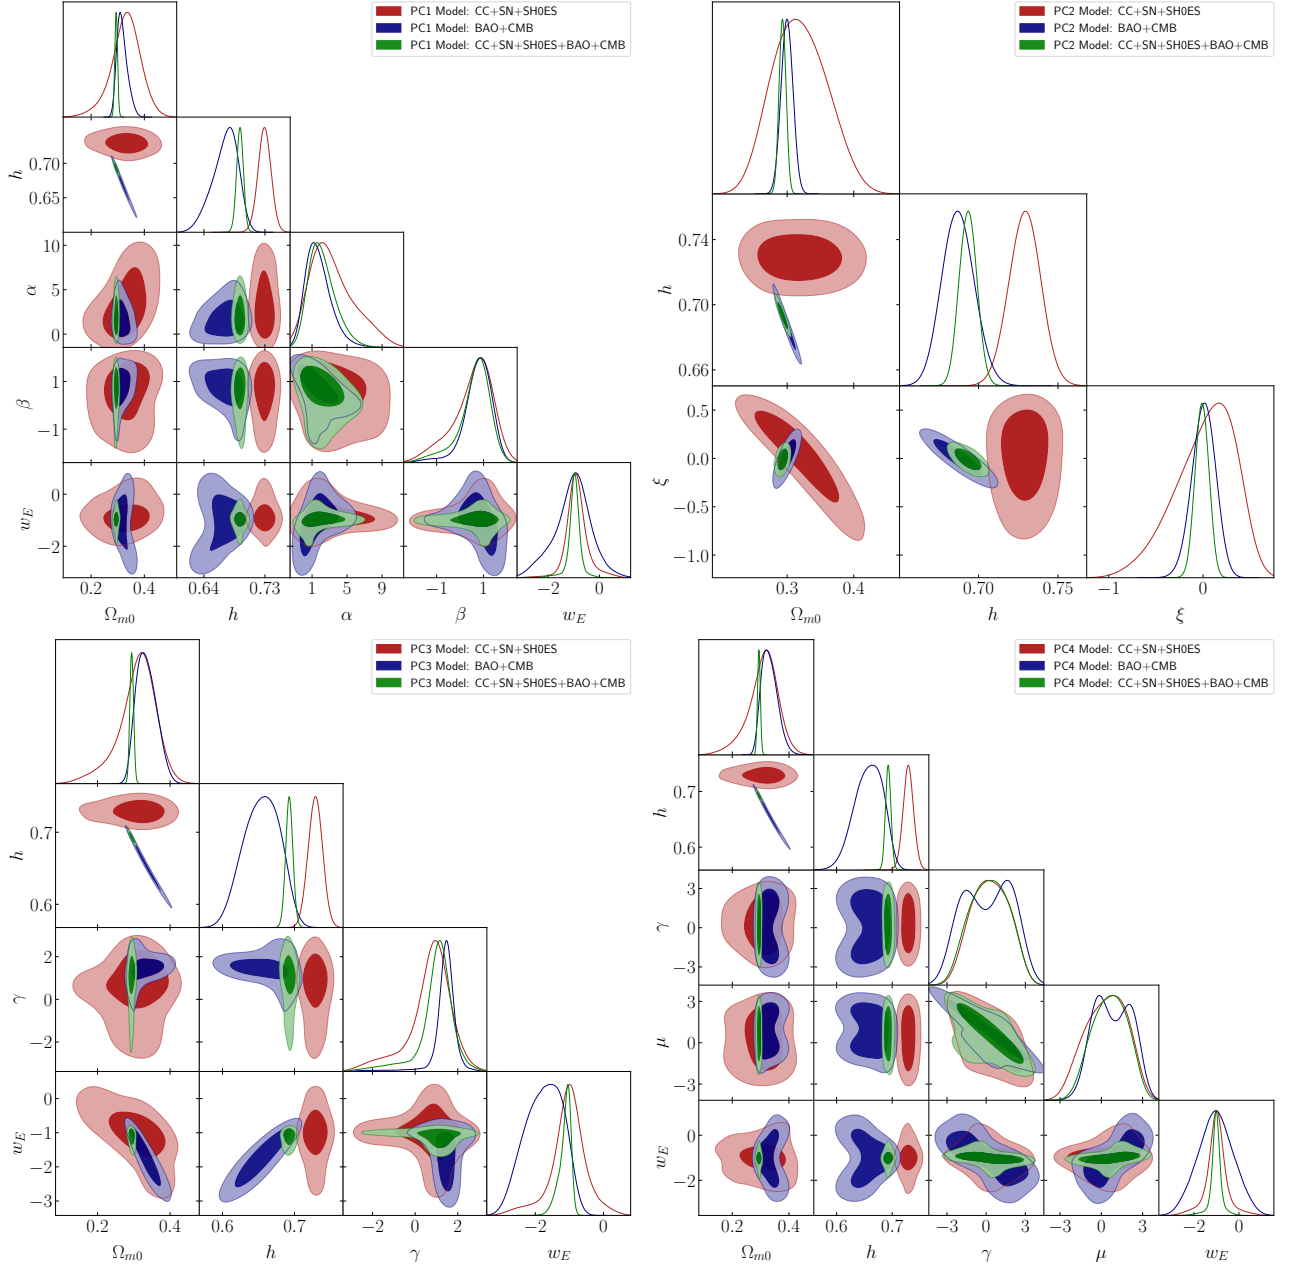 PC1 Model: CC+SN+SH0ES
PC1 Model: BAO+CMB
PC1 Model: CC+SN+SH0ES+BAO+CMB
h
0.70
0.65
α
10
5
0
β
1
−1
w_E
0
−2
0.2 0.4 0.64 0.73 1 5 9 −1 1 −2 0
Ω_{m0} h α β w_E
PC2 Model: CC+SN+SH0ES
PC2 Model: BAO+CMB
PC2 Model: CC+SN+SH0ES+BAO+CMB
h
0.74
0.70
0.66
ξ
0.5
0.0
−0.5
−1.0
0.3 0.4 0.70 0.75 −1 0
Ω_{m0} h ξ
PC3 Model: CC+SN+SH0ES
PC3 Model: BAO+CMB
PC3 Model: CC+SN+SH0ES+BAO+CMB
h
0.7
0.6
γ
2
0
−2
w_E
0
−1
−2
−3
0.2 0.4 0.6 0.7 −2 0 2 −2 0
Ω_{m0} h γ w_E
PC4 Model: CC+SN+SH0ES
PC4 Model: BAO+CMB
PC4 Model: CC+SN+SH0ES+BAO+CMB
h
0.7
0.6
γ
3
0
−3
μ
3
0
−3
w_E
0
−2
0.2 0.4 0.6 0.7 −3 0 3 −3 0 3 −2 0
Ω_{m0} h γ μ w_E